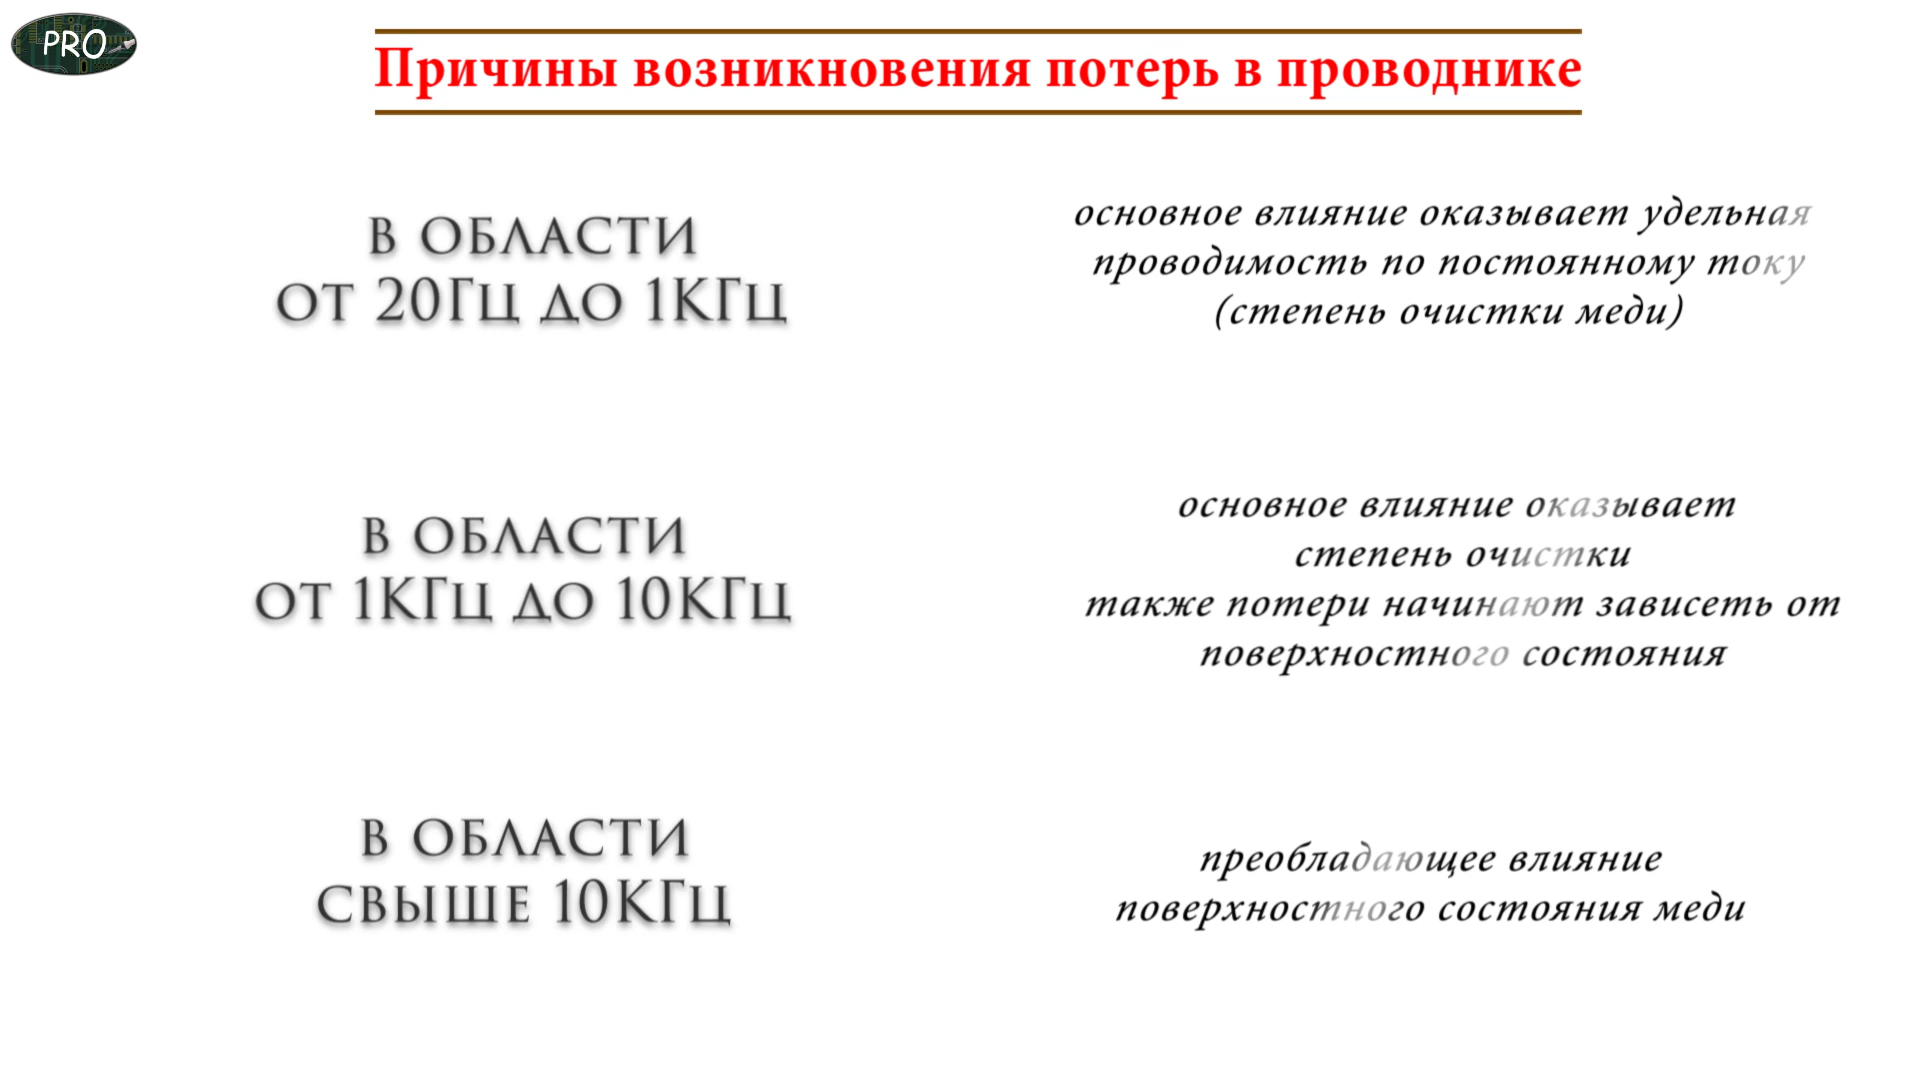 PRO
Причины возникновения потерь в проводнике
В ОБЛАСТИ
ОТ 20ГЦ ДО 1КГЦ
основное влияние оказывает удельная
проводимость по постоянному току
(степень очистки меди)
В ОБЛАСТИ
ОТ 1КГЦ ДО 10КГЦ
основное влияние оказывает
степень очистки
также потери начинают зависеть от
поверхностного состояния
В ОБЛАСТИ
СВЫШЕ 10КГЦ
преобладающее влияние
поверхностного состояния меди